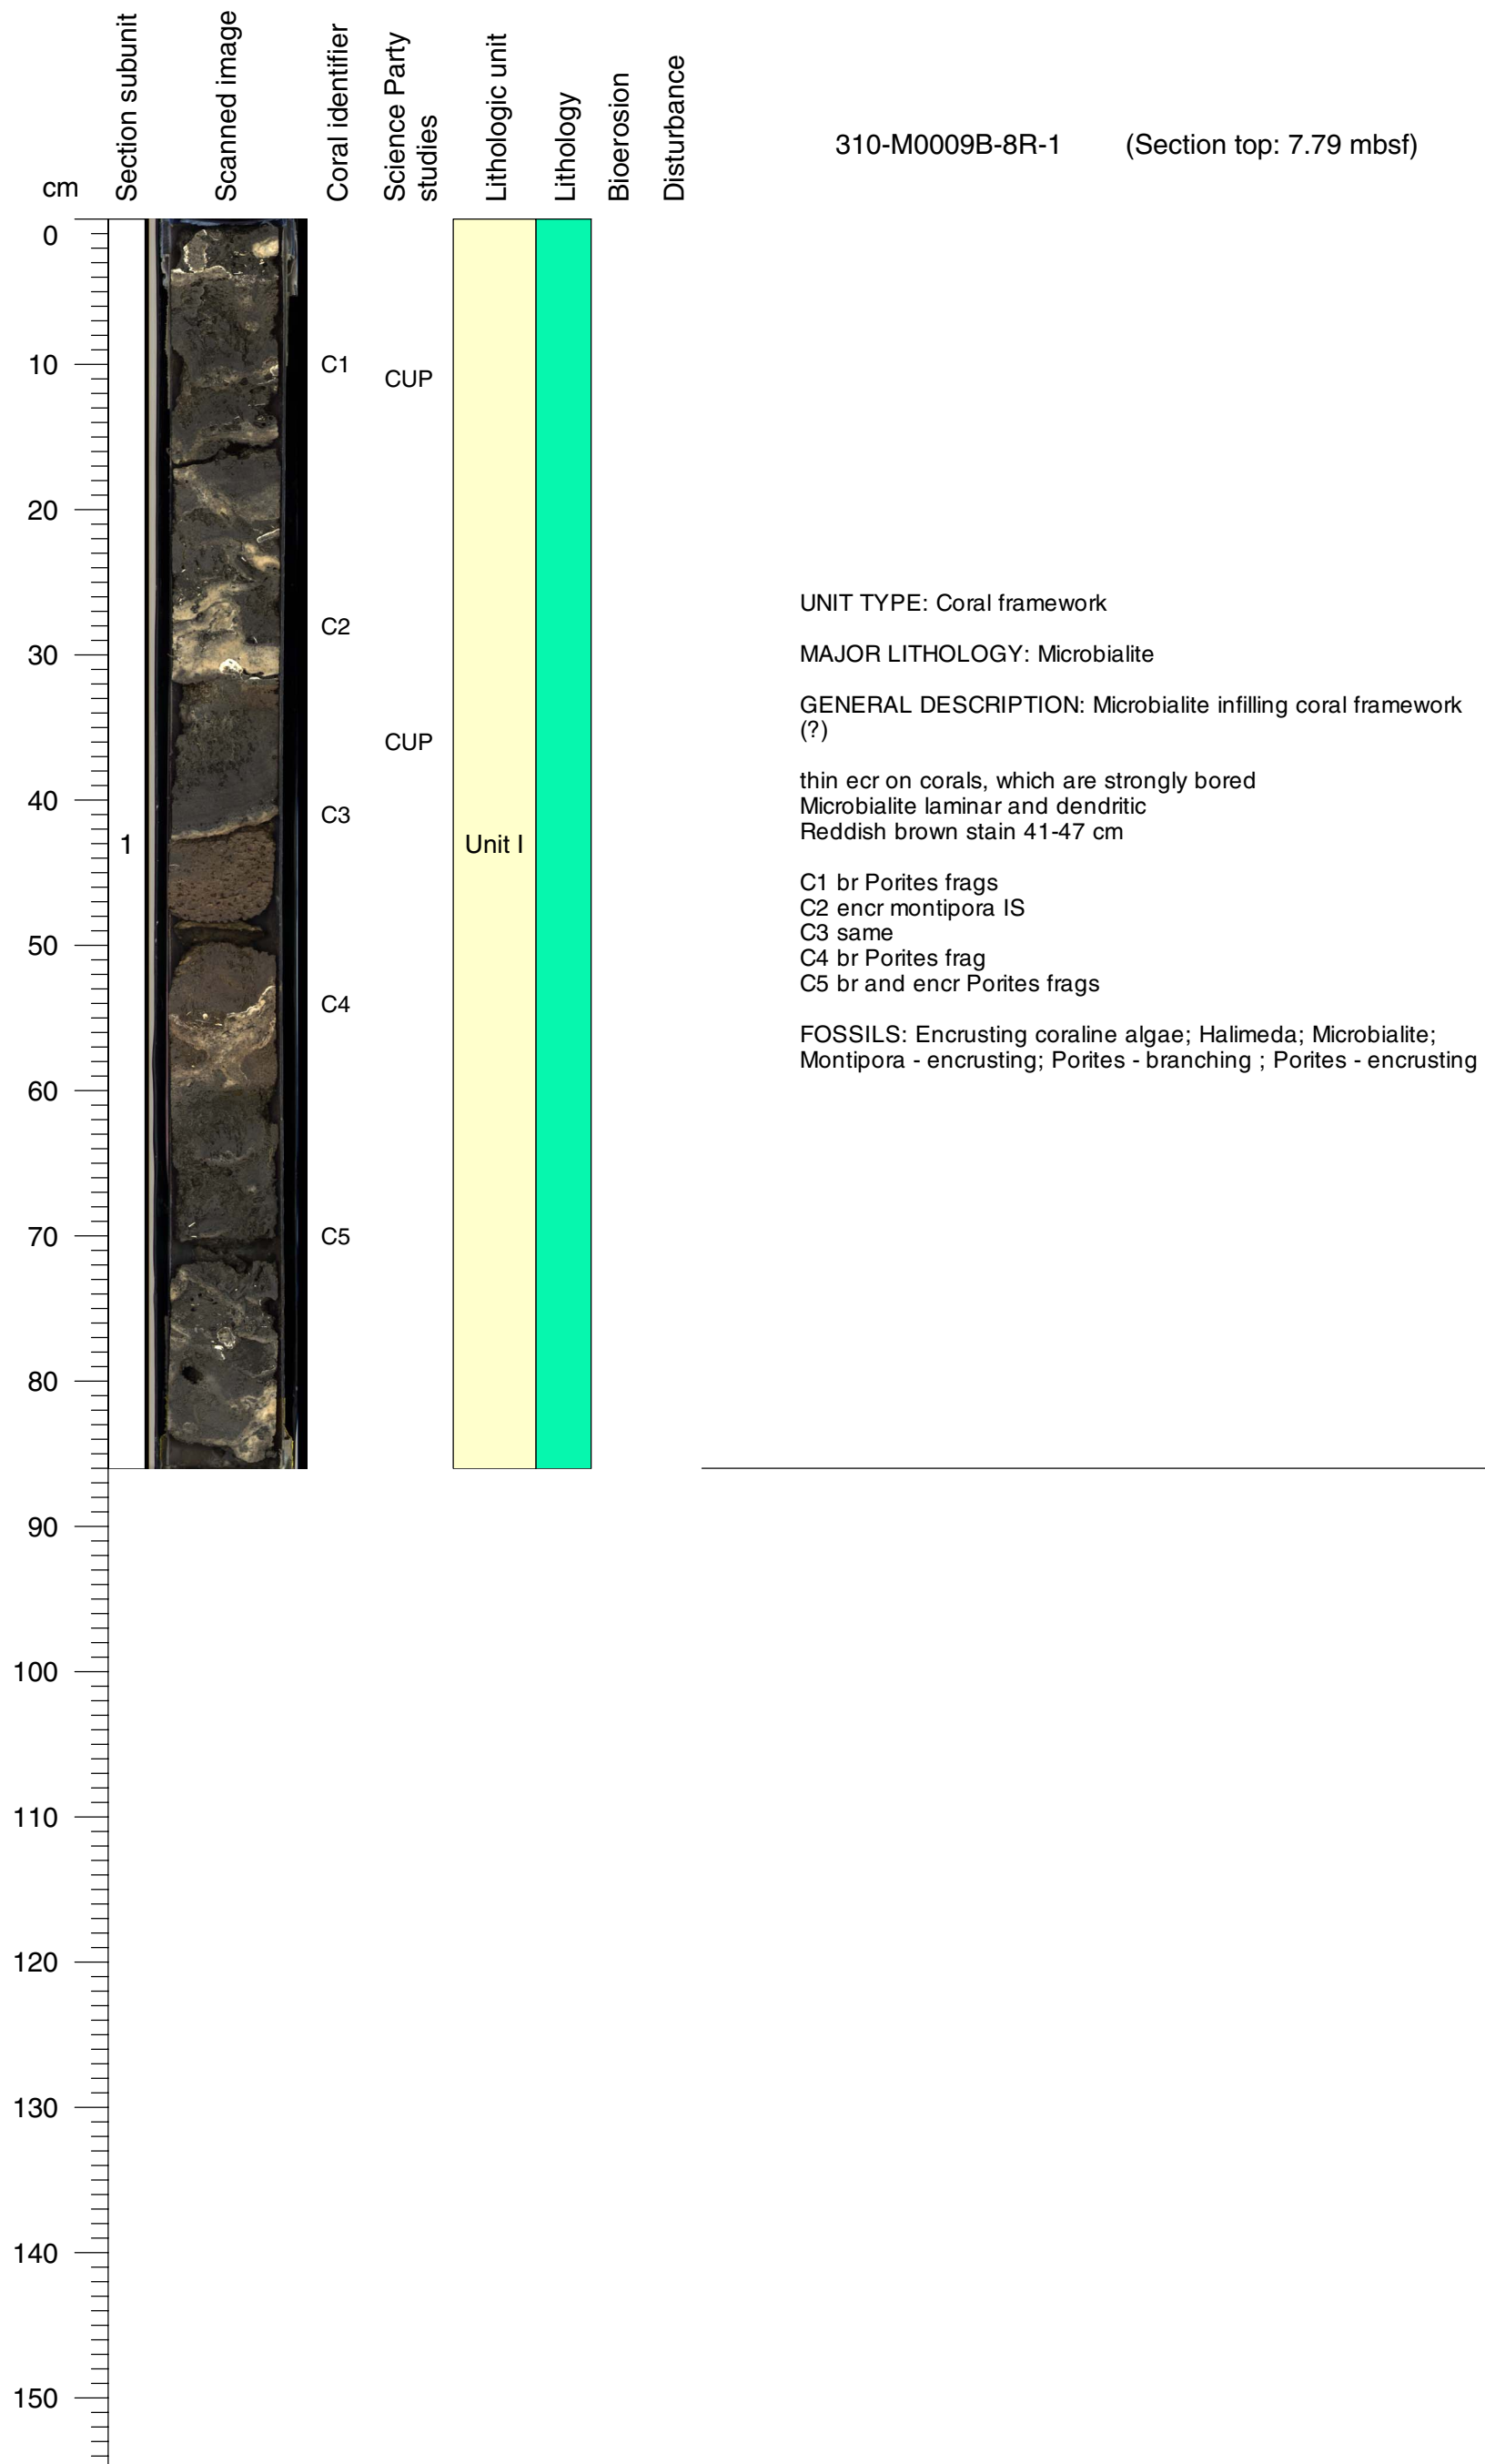 cm
Section subunit
Scanned image
Coral identifier
Science Party
studies
Lithologic unit
Lithology
Bioerosion
Disturbance
310-M0009B-8R-1 (Section top: 7.79 mbsf)
0
10
C1
CUP
20
C2
30
CUP
40
C3
1
Unit I
50
C4
60
70
C5
80
90
100
110
120
130
140
150
UNIT TYPE: Coral framework
MAJOR LITHOLOGY: Microbialite
GENERAL DESCRIPTION: Microbialite infilling coral framework
(?)
thin ecr on corals, which are strongly bored
Microbialite laminar and dendritic
Reddish brown stain 41-47 cm
C1 br Porites frags
C2 encr montipora IS
C3 same
C4 br Porites frag
C5 br and encr Porites frags
FOSSILS: Encrusting coraline algae; Halimeda; Microbialite;
Montipora - encrusting; Porites - branching ; Porites - encrusting